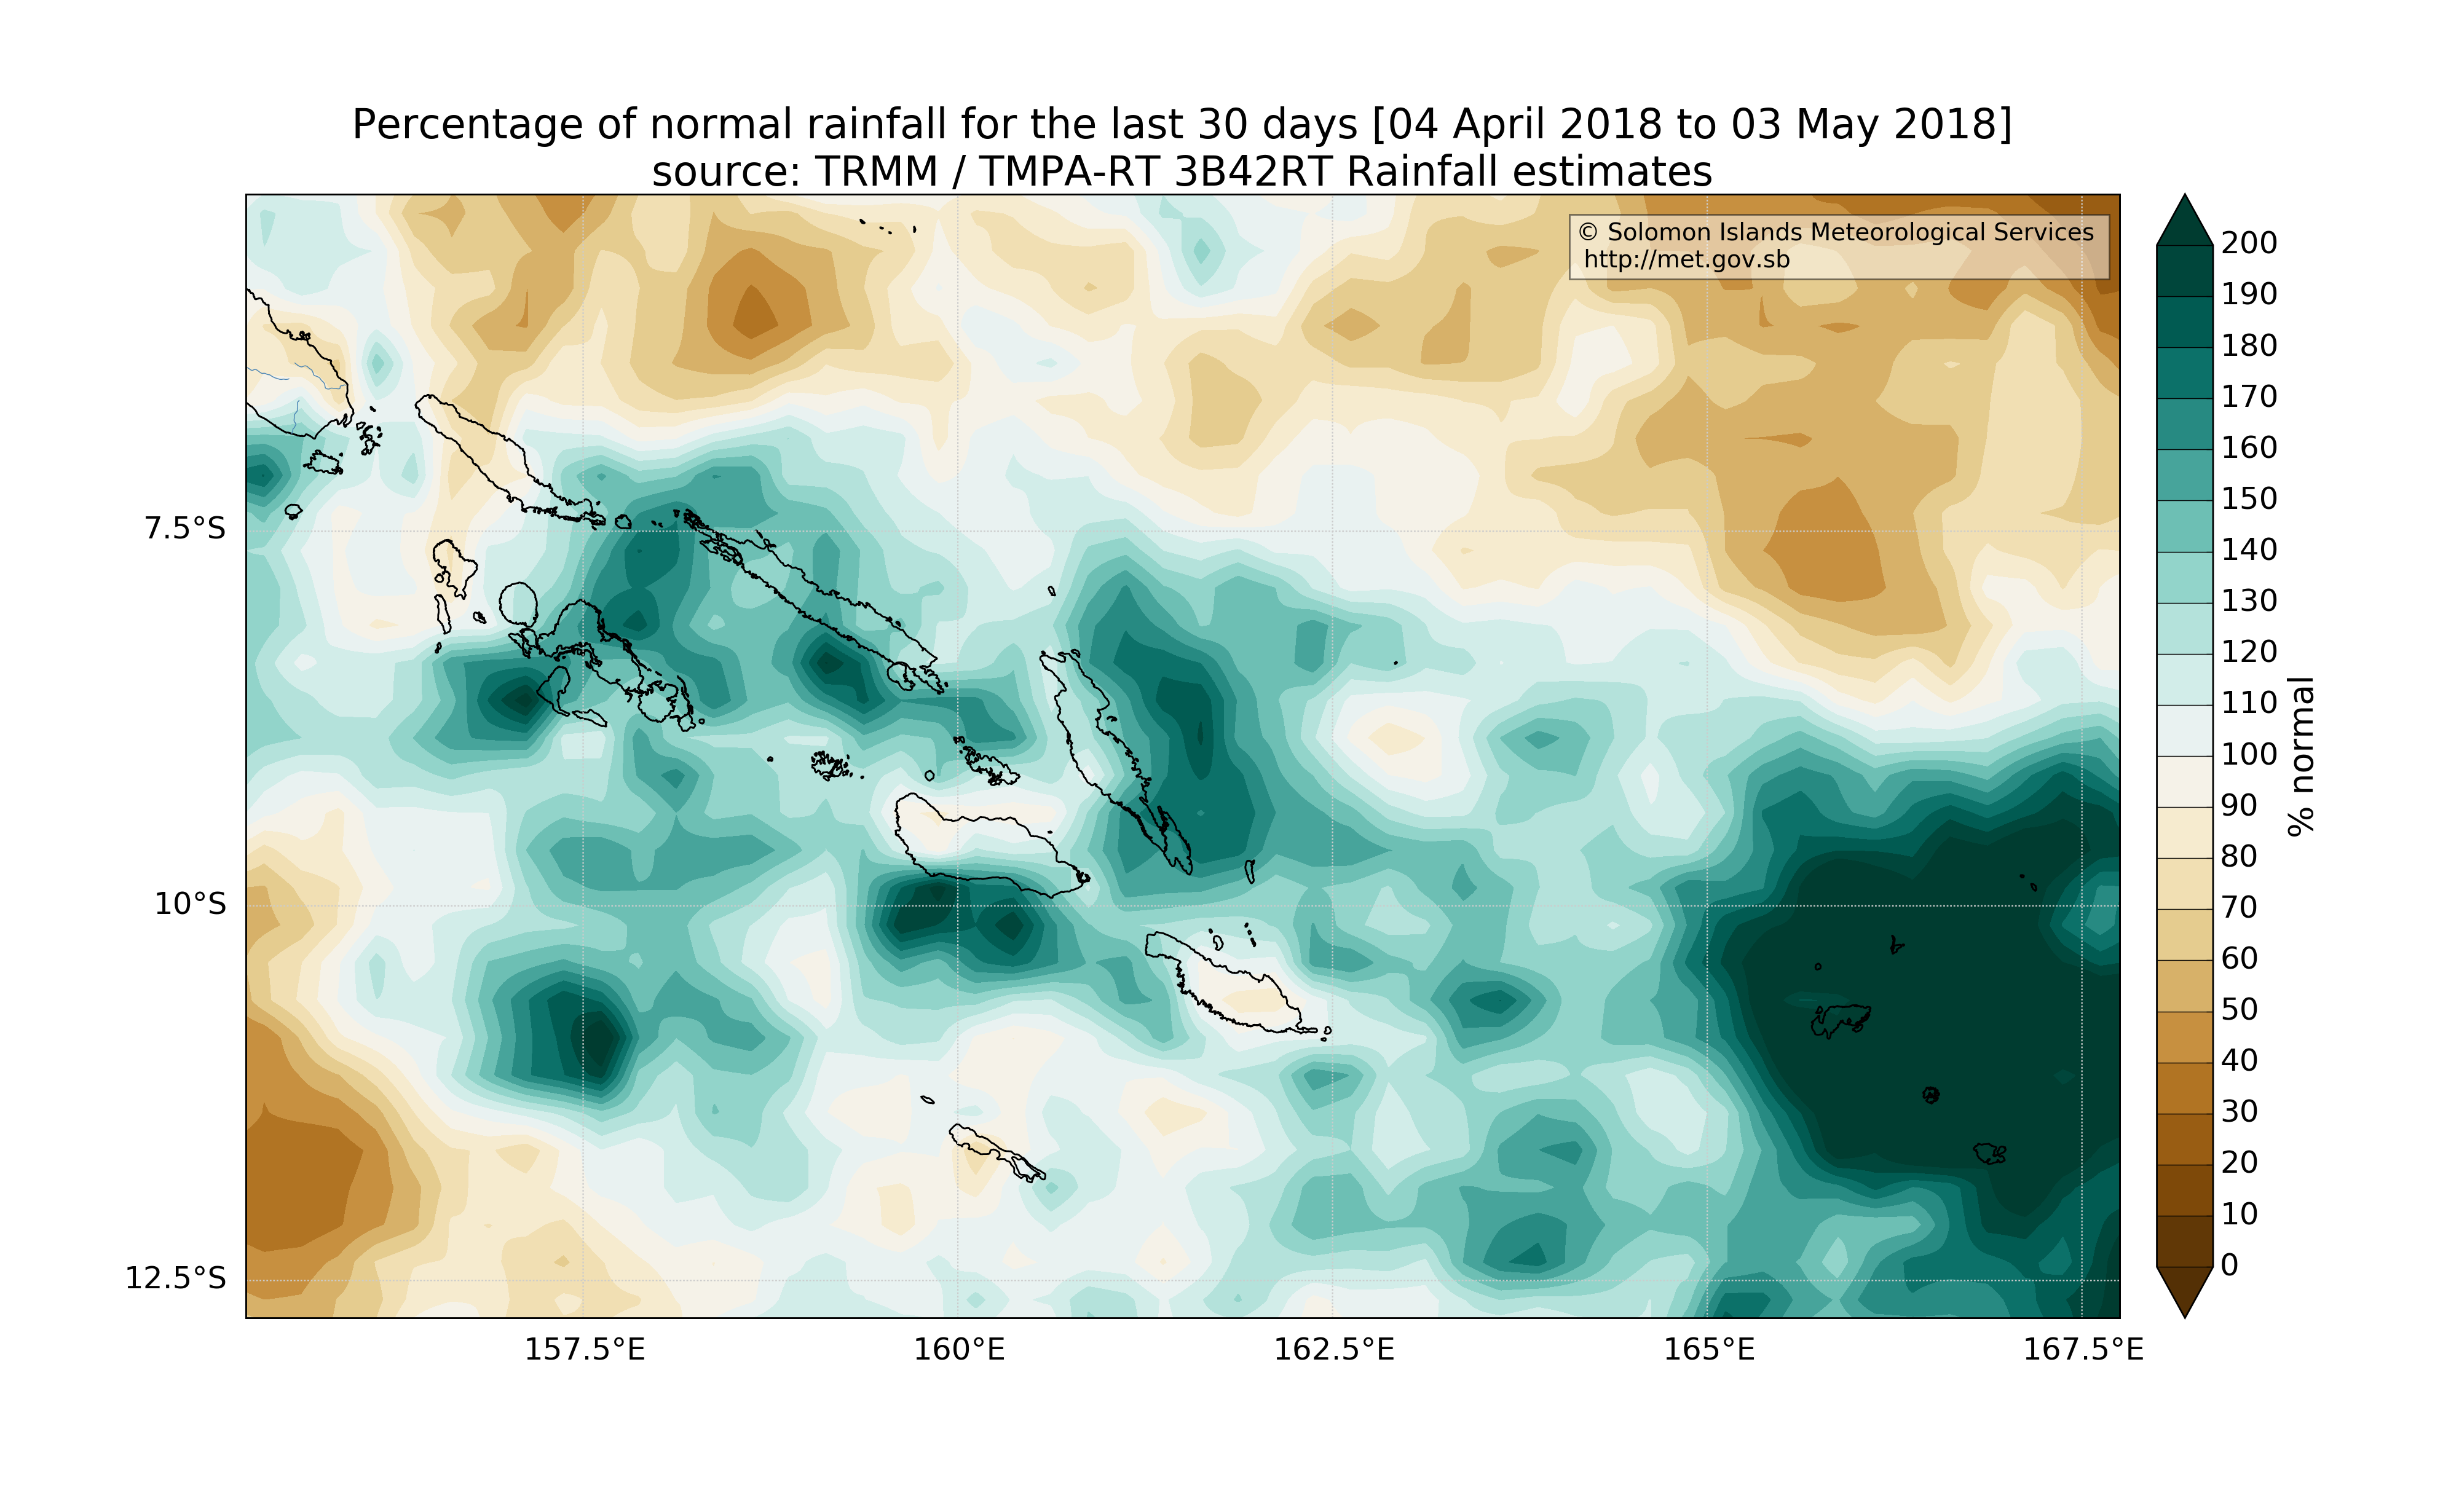 Percentage of normal rainfall for the last 30 days [04 April 2018 to 03 May 2018]
source: TRMM / TMPA-RT 3B42RT Rainfall estimates
© Solomon Islands Meteorological Services
http://met.gov.sb
7.5°S
10°S
12.5°S
157.5°E
160°E
162.5°E
165°E
167.5°E
200
190
180
170
160
150
140
130
120
110
100
90
80
70
60
50
40
30
20
10
0
% normal